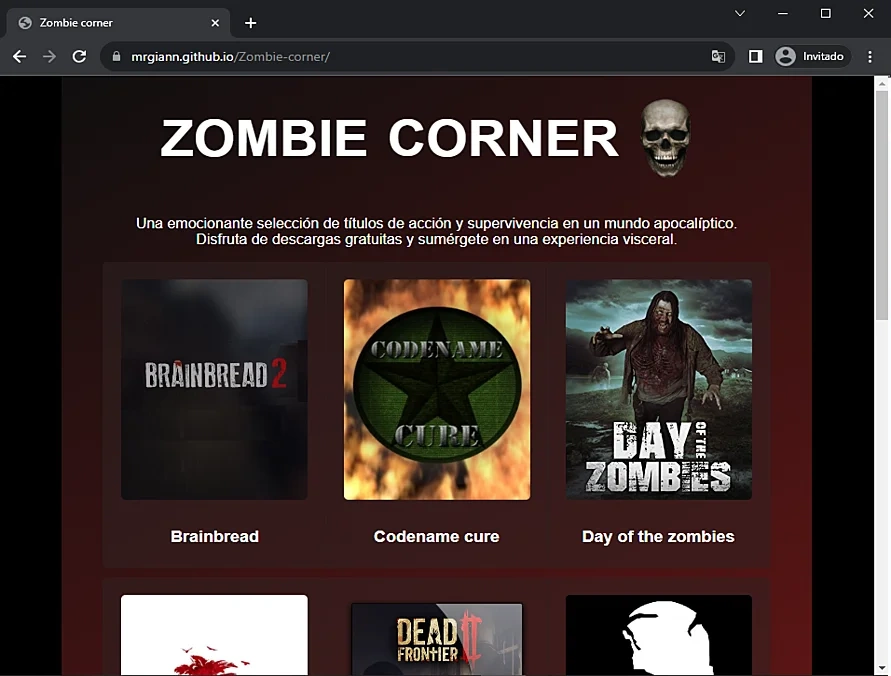 Zombie corner
mrgiann.github.io/Zombie-corner/
Invitado
ZOMBIE CORNER
Una emocionante selección de títulos de acción y supervivencia en un mundo apocalíptico.
Disfruta de descargas gratuitas y sumérgete en una experiencia visceral.
BRAINBREAD 2
CODENAME
CURE
DAY OF THE
ZOMBIES
Brainbread
Codename cure
Day of the zombies
DEAD II
FRONTIER